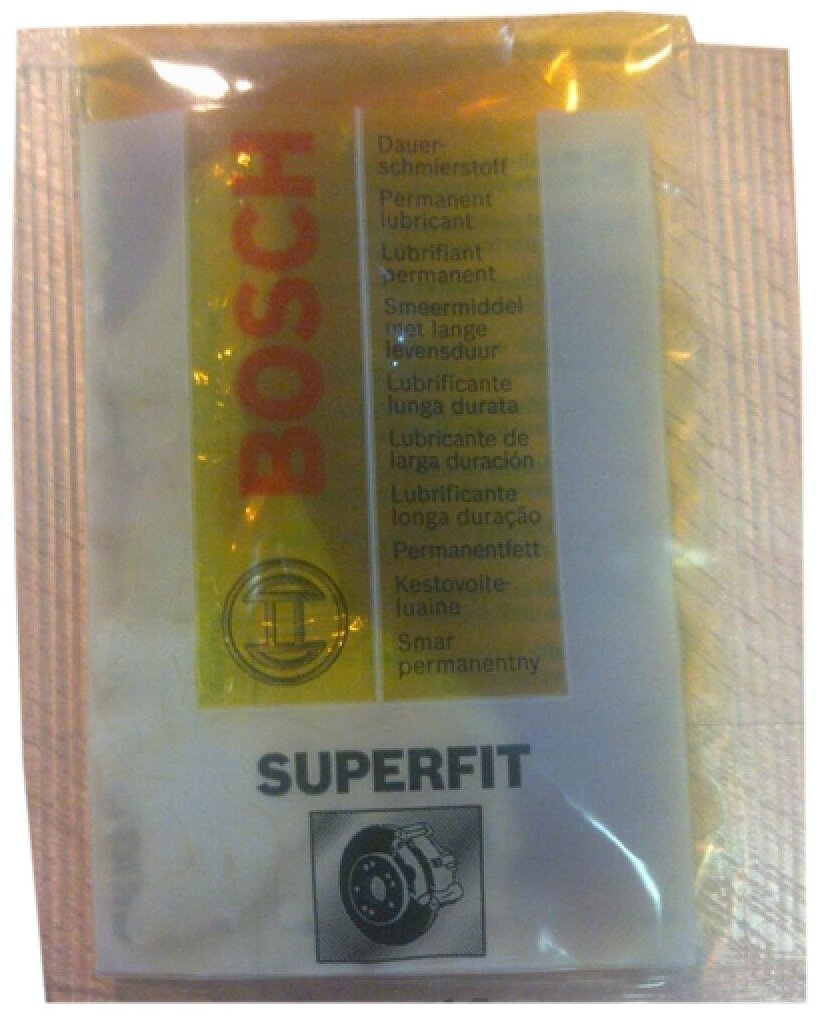 BOSCH
Dauer-
schmierstoff
Permanent
lubricant
Lubrifiant
permanent
Smeermiddel
met lange
levensduur
Lubrificante
lunga durata
Lubricante de
larga duración
Lubrificante
longa duração
Permanentfett
Kestovoite-
luaine
Smar
permanentny
SUPERFIT